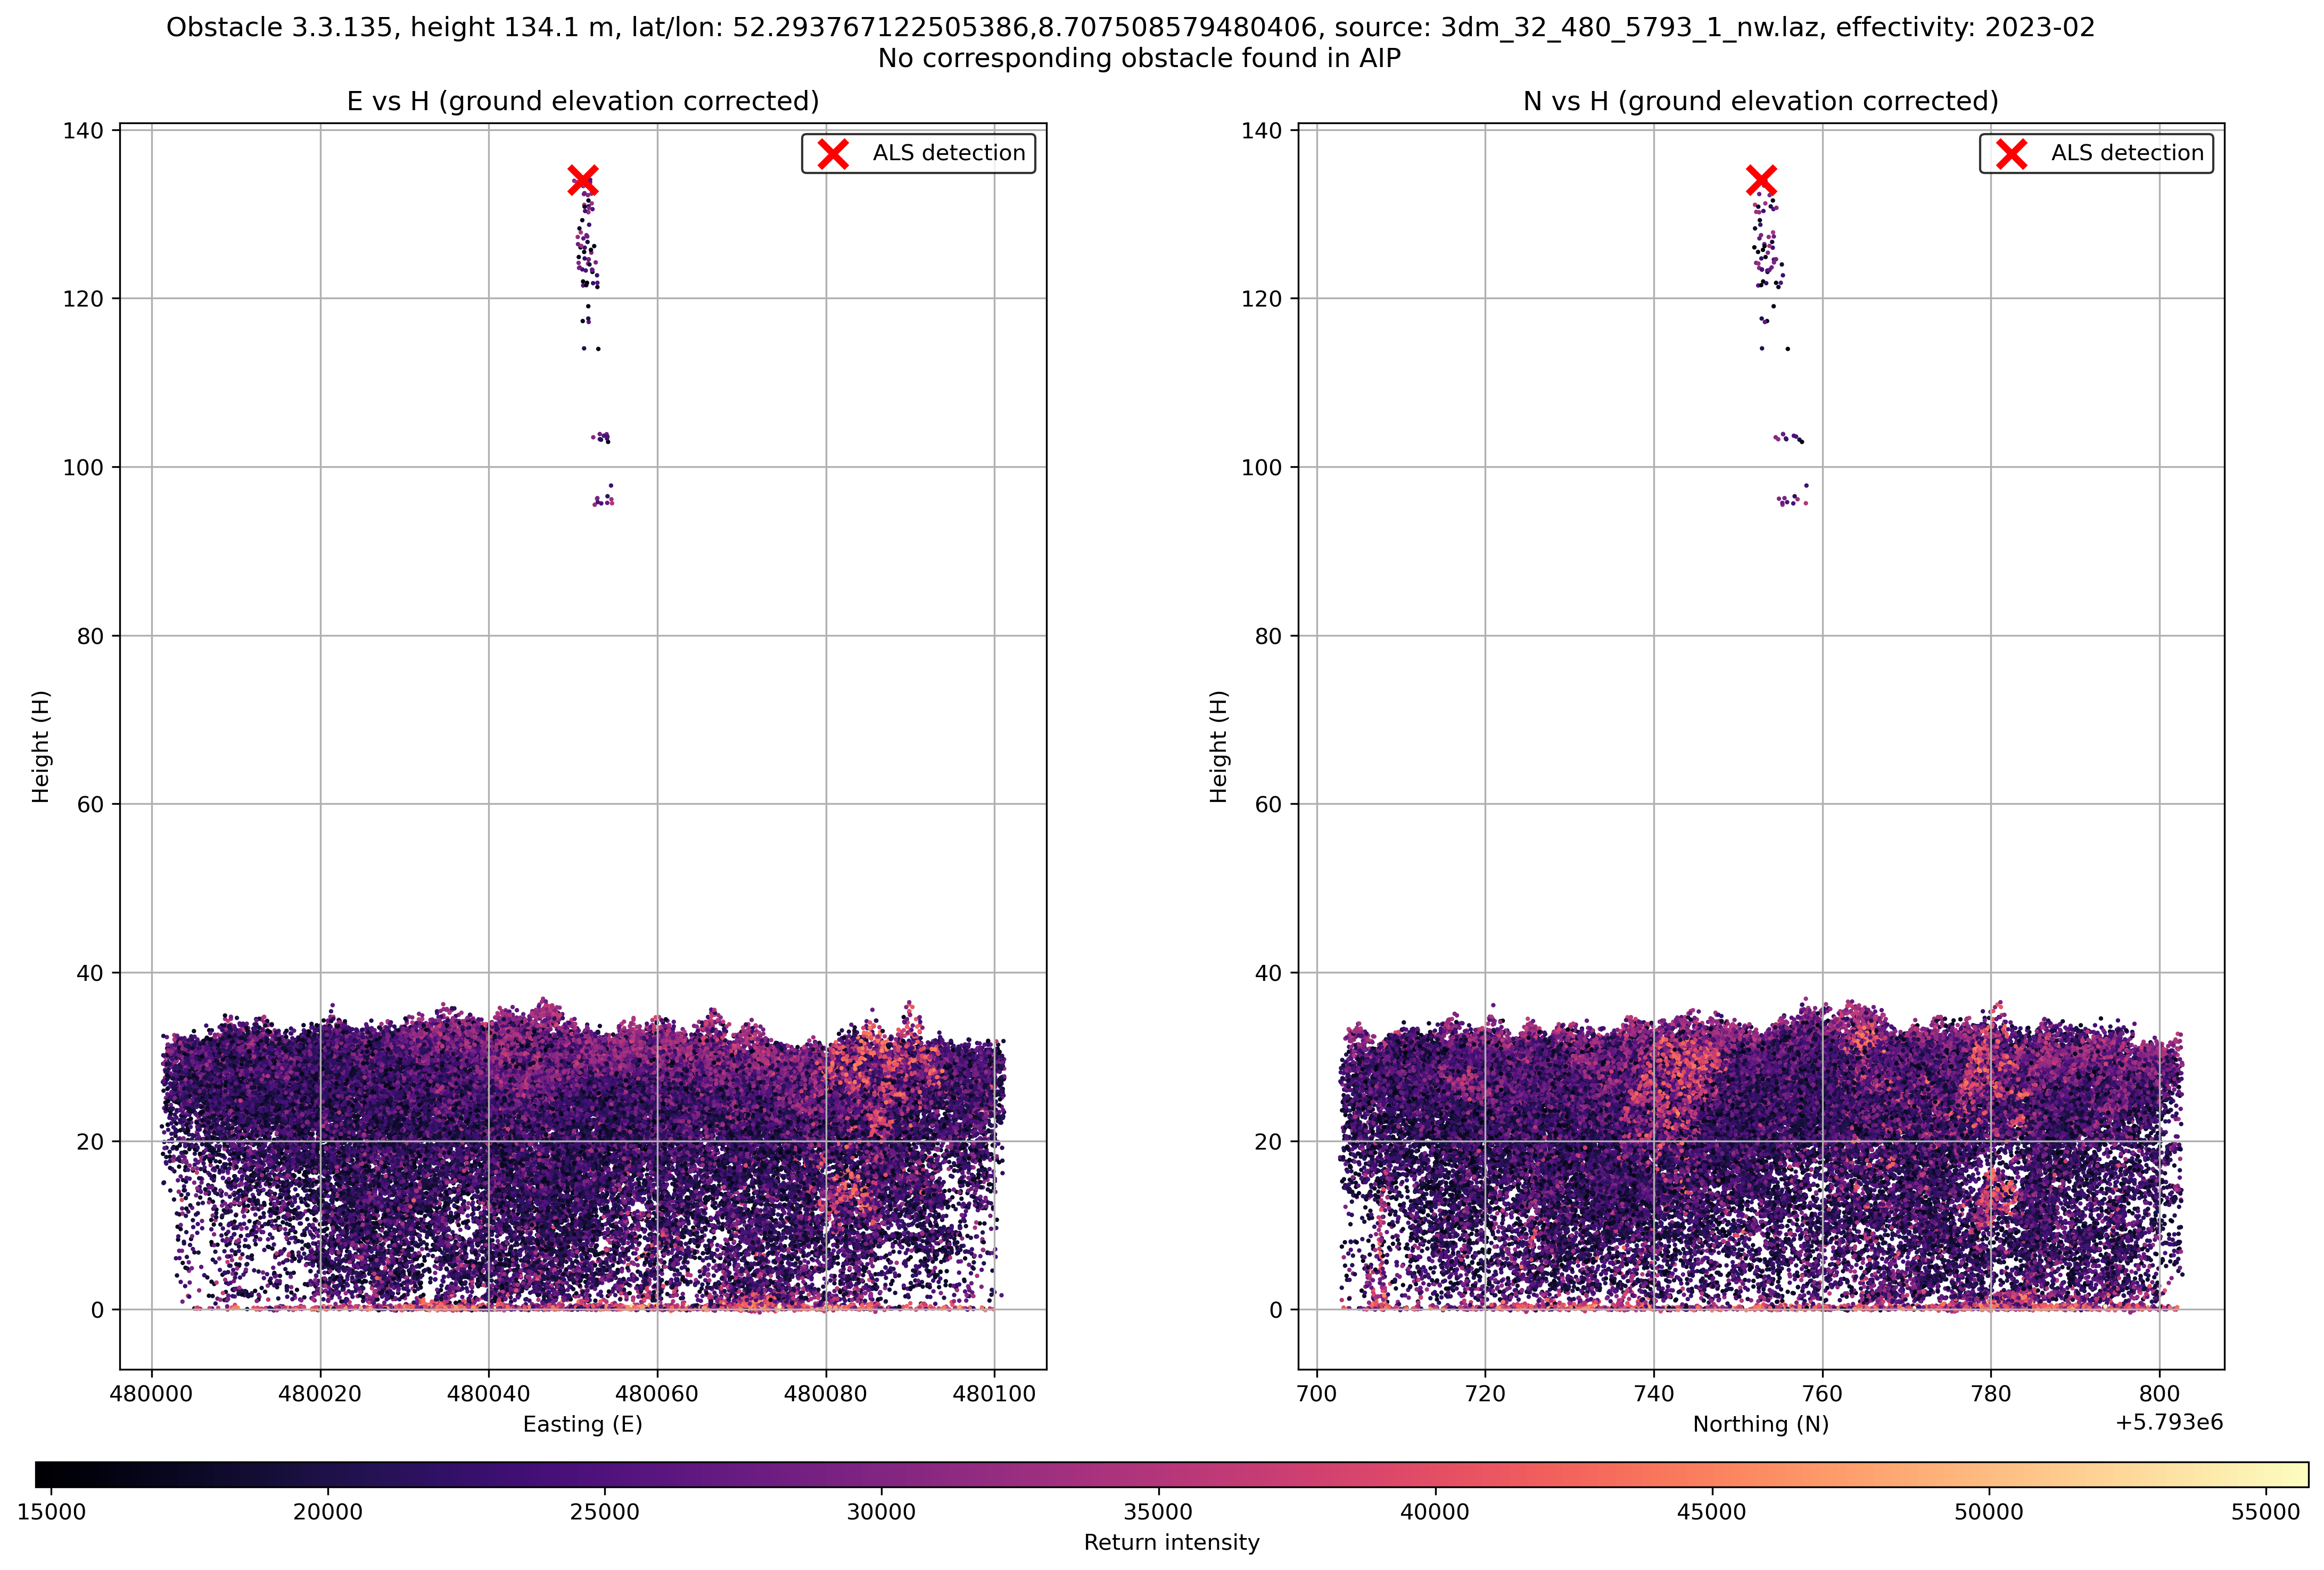 Obstacle 3.3.135, height 134.1 m, lat/lon: 52.293767122505386,8.707508579480406, source: 3dm_32_480_5793_1_nw.laz, effectivity: 2023-02
No corresponding obstacle found in AIP
E vs H (ground elevation corrected)
140
120
100
80
60
40
20
0
Height (H)
ALS detection
480000 480020 480040 480060 480080 480100
Easting (E)
N vs H (ground elevation corrected)
140
120
100
80
60
40
20
0
Height (H)
ALS detection
700 720 740 760 780 800
+5.793e6
Northing (N)
15000 20000 25000 30000 35000 40000 45000 50000 55000
Return intensity